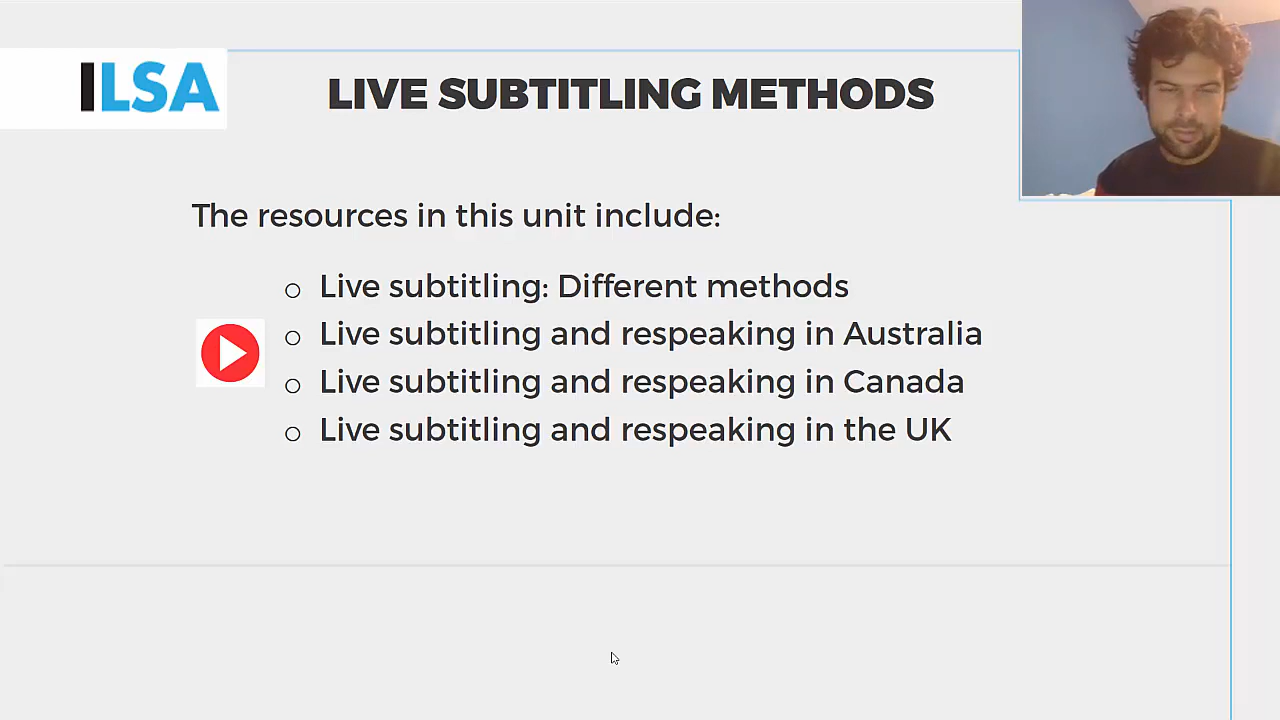 ILSA
LIVE SUBTITLING METHODS
The resources in this unit include:
Live subtitling: Different methods
Live subtitling and respeaking in Australia
Live subtitling and respeaking in Canada
Live subtitling and respeaking in the UK